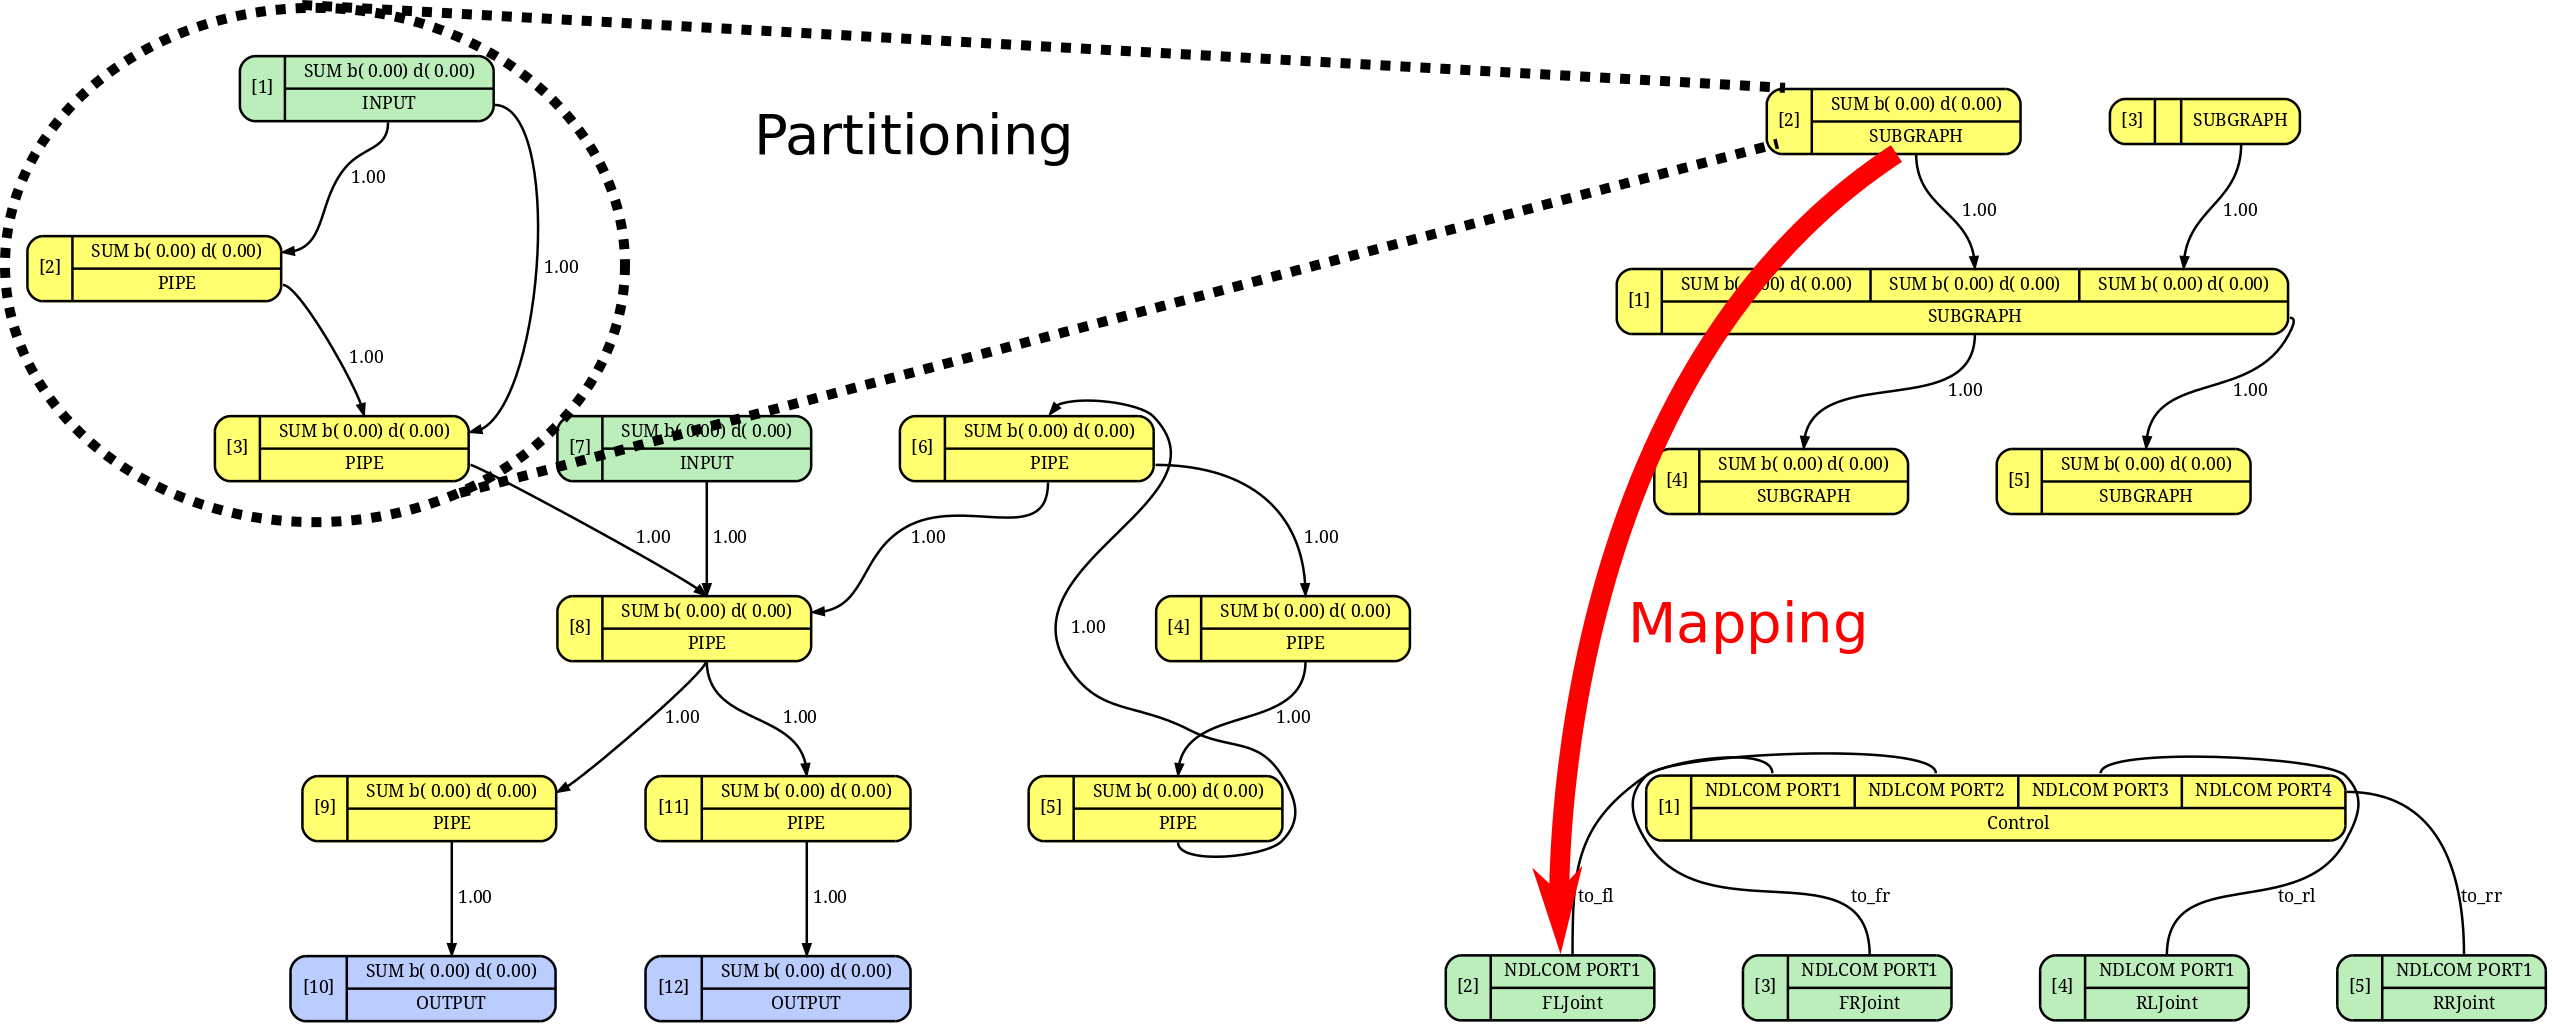 Partitioning
Mapping
[1] SUM b( 0.00) d( 0.00)
INPUT
1.00
1.00
[2] SUM b( 0.00) d( 0.00)
PIPE
1.00
[3] SUM b( 0.00) d( 0.00)
PIPE
[7] SUM b( 0.00) d( 0.00)
INPUT
[6] SUM b( 0.00) d( 0.00)
PIPE
1.00
1.00
1.00
1.00
[8] SUM b( 0.00) d( 0.00)
PIPE
1.00
[4] SUM b( 0.00) d( 0.00)
PIPE
1.00
1.00
1.00
[9] SUM b( 0.00) d( 0.00)
PIPE
[11] SUM b( 0.00) d( 0.00)
PIPE
[5] SUM b( 0.00) d( 0.00)
PIPE
1.00
1.00
[10] SUM b( 0.00) d( 0.00)
OUTPUT
[12] SUM b( 0.00) d( 0.00)
OUTPUT
[2] SUM b( 0.00) d( 0.00)
SUBGRAPH
[3] SUBGRAPH
1.00
1.00
[1] SUM b( 0.00) d( 0.00) SUM b( 0.00) d( 0.00) SUM b( 0.00) d( 0.00)
SUBGRAPH
1.00
1.00
[4] SUM b( 0.00) d( 0.00)
SUBGRAPH
[5] SUM b( 0.00) d( 0.00)
SUBGRAPH
[1] NDLCOM PORT1 NDLCOM PORT2 NDLCOM PORT3 NDLCOM PORT4
Control
to_fl
to_fr
to_rl
to_rr
[2] NDLCOM PORT1
FLJoint
[3] NDLCOM PORT1
FRJoint
[4] NDLCOM PORT1
RLJoint
[5] NDLCOM PORT1
RRJoint